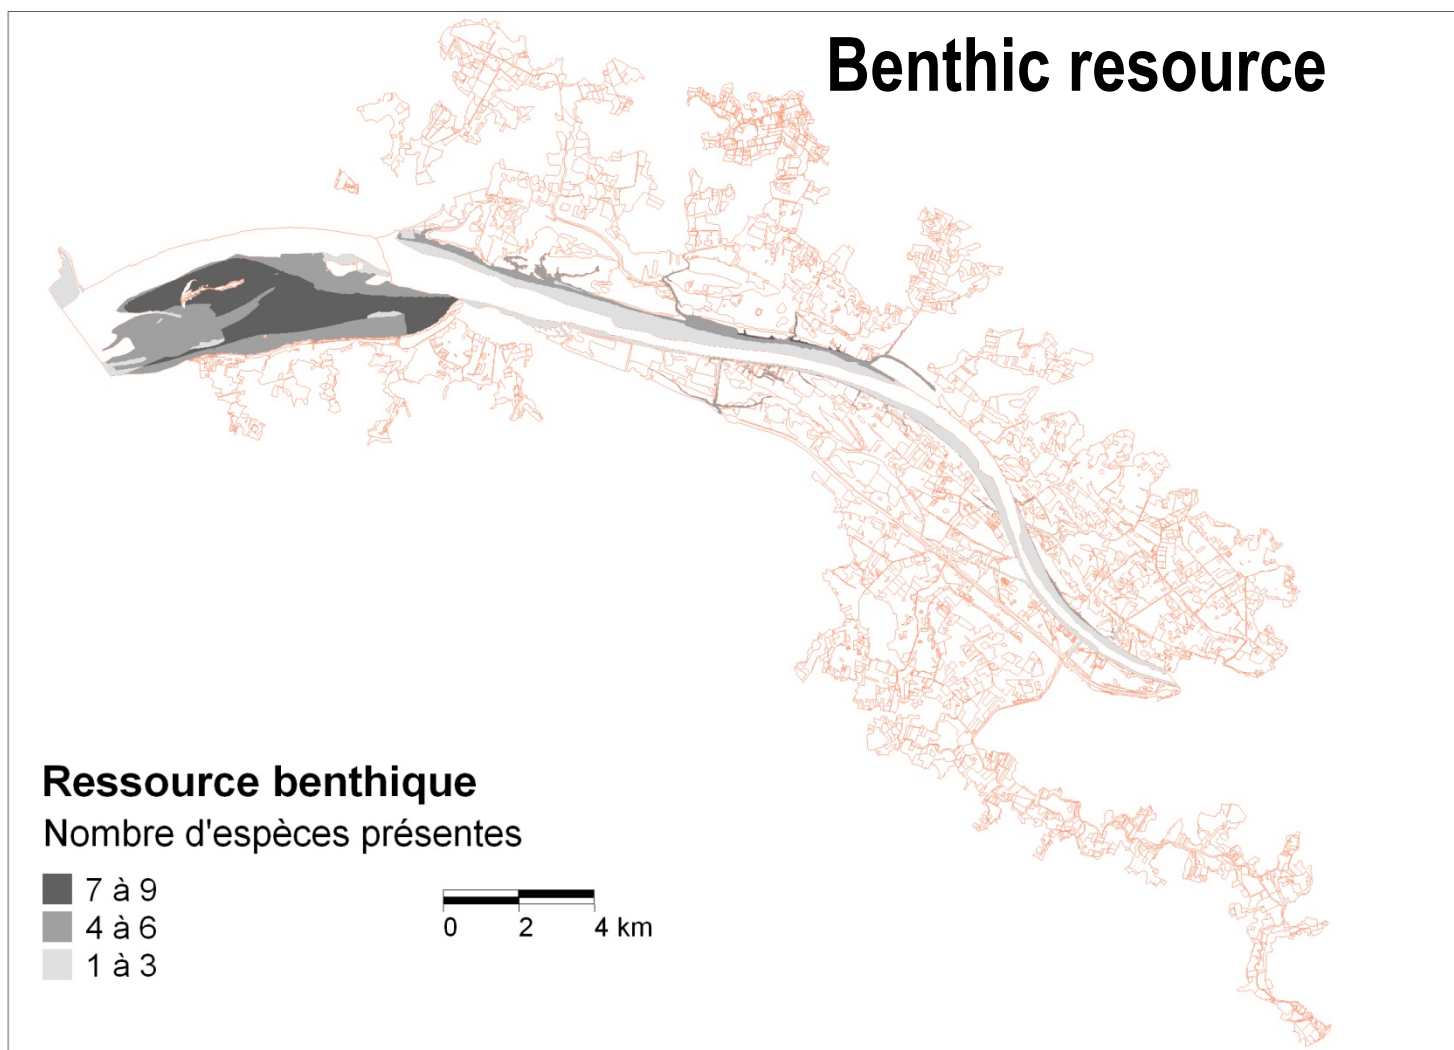 Benthic resource
Ressource benthique
Nombre d'espèces présentes
7 à 9
4 à 6
1 à 3
0 2 4 km